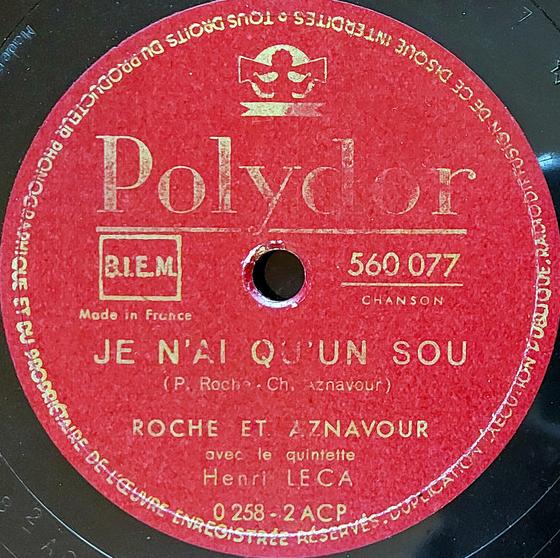 Polydor
B.I.E.M.
560 077
Made in France
CHANSON
JE N'AI QU'UN SOU
(P. Roche - Ch. Aznavour)
ROCHE ET AZNAVOUR
avec le quintette
Henri LECA
0 258 - 2 ACP
TOUS DROITS DU PRODUCTEUR PHONOGRAPHIQUE ET DU PROPRIÉTAIRE DE L'ŒUVRE ENREGISTRÉE RÉSERVÉS. DUPLICATION EXÉCUTION PUBLIQUE, RADIODIFFUSION DE CE DISQUE INTERDITES